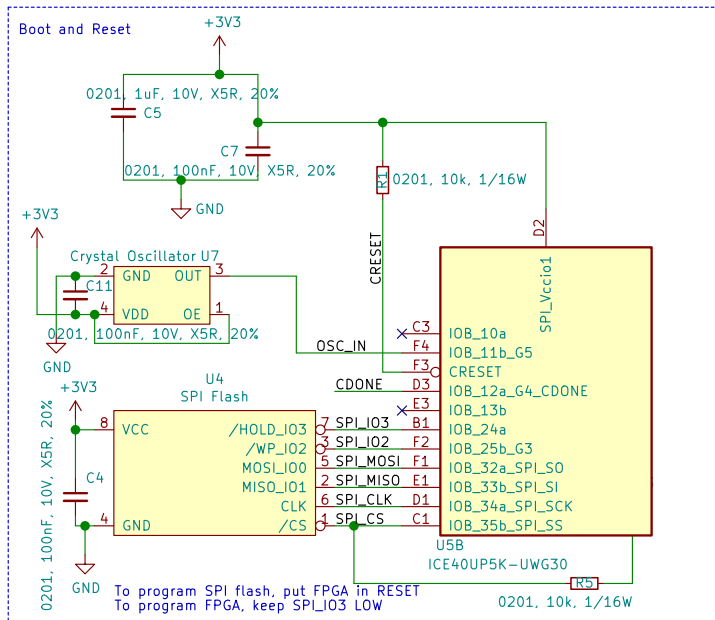 Boot and Reset
+3V3
0201, 1uF, 10V, X5R, 20%
C5
C7
0201, 100nF, 10V, X5R, 20%
GND
R1
0201, 10k, 1/16W
CRESET
D2
SPI_Vccio1
+3V3
Crystal Oscillator U7
2 GND OUT 3
C11
4 VDD OE 1
0201, 100nF, 10V, X5R, 20%
GND
OSC_IN
CDONE
C3 IOB_10a
F4 IOB_11b_G5
F3 CRESET
D3 IOB_12a_G4_CDONE
E3 IOB_13b
B1 IOB_24a
F2 IOB_25b_G3
F1 IOB_32a_SPI_SO
E1 IOB_33b_SPI_SI
D1 IOB_34a_SPI_SCK
C1 IOB_35b_SPI_SS
U5B
ICE40UP5K-UWG30
+3V3
U4
SPI Flash
8 VCC
/HOLD_IO3 7 SPI_IO3
/WP_IO2 3 SPI_IO2
MOSI_IO0 5 SPI_MOSI
MISO_IO1 2 SPI_MISO
CLK 6 SPI_CLK
4 GND
/CS 1 SPI_CS
C4
0201, 100nF, 10V, X5R, 20%
GND
R5
0201, 10k, 1/16W
To program SPI flash, put FPGA in RESET
To program FPGA, keep SPI_IO3 LOW